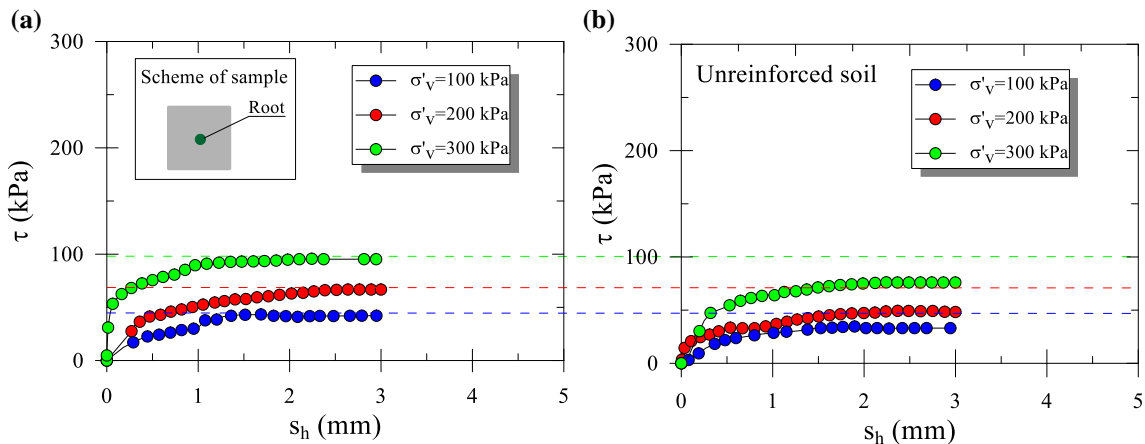 (a)
300
200
100
0
τ (kPa)
Scheme of sample
Root
σ'v=100 kPa
σ'v=200 kPa
σ'v=300 kPa
0 1 2 3 4 5
sh (mm)
(b)
300
200
100
0
τ (kPa)
Unreinforced soil
σ'v=100 kPa
σ'v=200 kPa
σ'v=300 kPa
0 1 2 3 4 5
sh (mm)